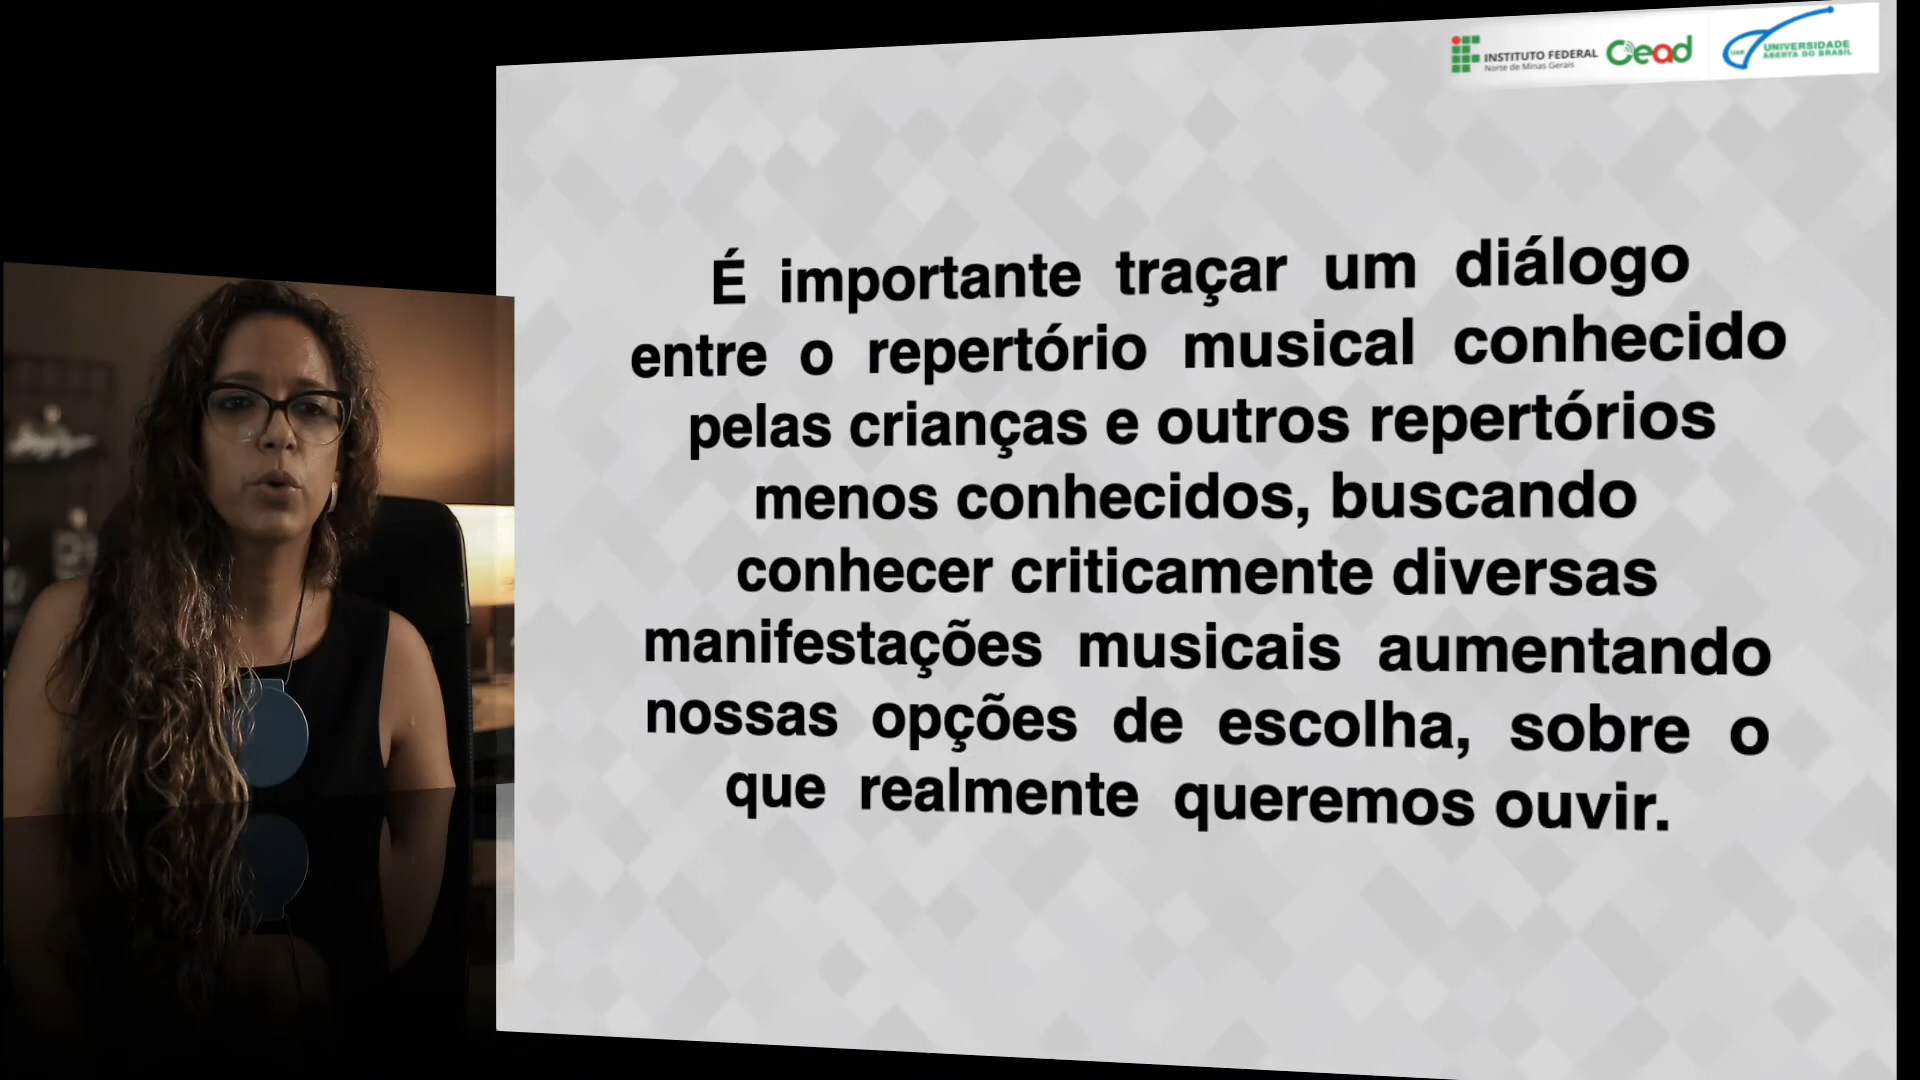 INSTITUTO FEDERAL
Norte de Minas Gerais
Cead
UAB
UNIVERSIDADE
ABERTA DO BRASIL
É importante traçar um diálogo
entre o repertório musical conhecido
pelas crianças e outros repertórios
menos conhecidos, buscando
conhecer criticamente diversas
manifestações musicais aumentando
nossas opções de escolha, sobre o
que realmente queremos ouvir.